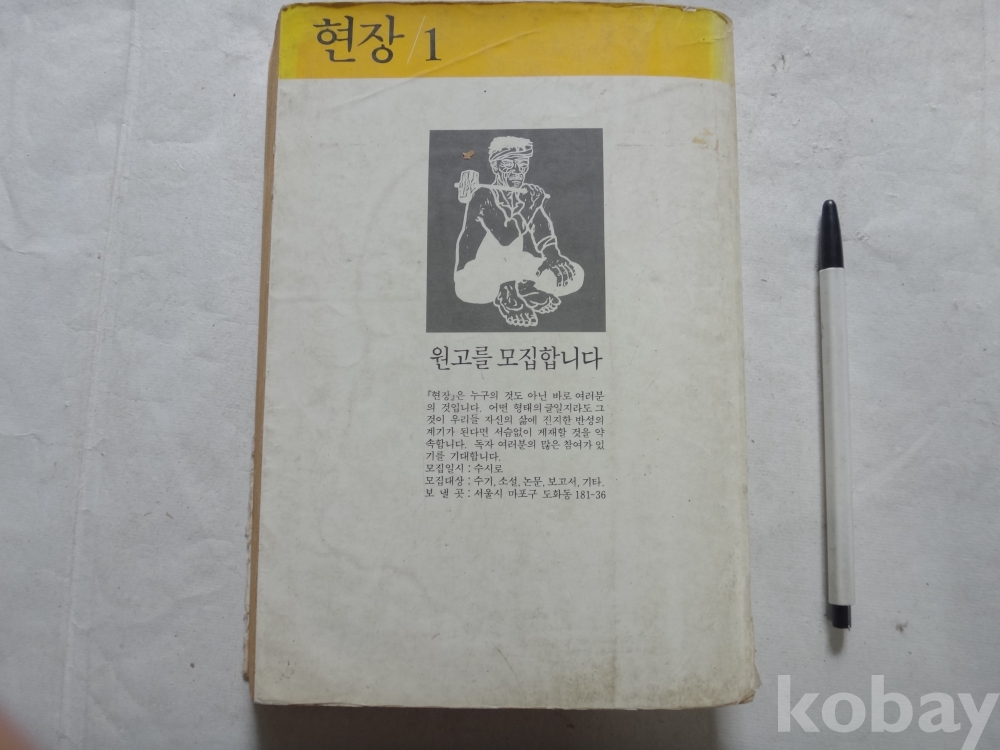 현장/1
원고를 모집합니다
『현장』은 누구의 것도 아닌 바로 여러분
의 것입니다. 어떤 형태의 글일지라도 그
것이 우리들 자신의 삶에 진지한 반성의
계기가 된다면 서슴없이 게재할 것을 약
속합니다. 독자 여러분의 많은 참여가 있
기를 기대합니다.
모집일시 : 수시로
모집대상 : 수기, 소설, 논문, 보고서, 기타.
보 낼 곳 : 서울시 마포구 도화동 181-36
kobay